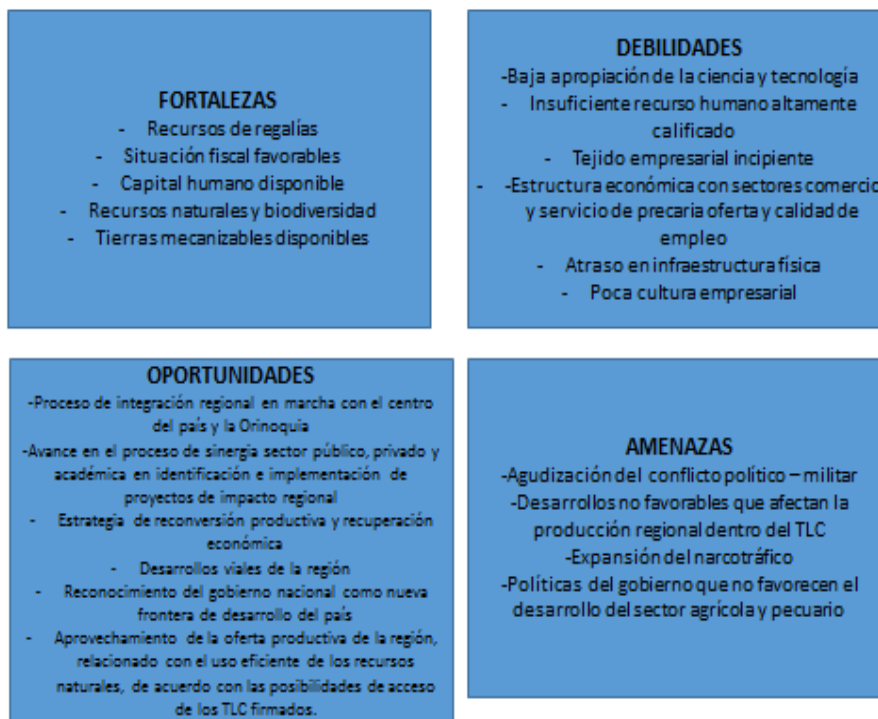 FORTALEZAS
- Recursos de regalías
- Situación fiscal favorables
- Capital humano disponible
- Recursos naturales y biodiversidad
- Tierras mecanizables disponibles
DEBILIDADES
-Baja apropiación de la ciencia y tecnología
- Insuficiente recurso humano altamente
calificado
- Tejido empresarial incipiente
- -Estructura económica con sectores comercio
y servicio de precaria oferta y calidad de
empleo
- Atraso en infraestructura física
- Poca cultura empresarial
OPORTUNIDADES
-Proceso de integración regional en marcha con el centro
del país y la Orinoquia
-Avance en el proceso de sinergia sector público, privado y
académica en identificación e implementación de
proyectos de impacto regional
- Estrategia de reconversión productiva y recuperación
económica
- Desarrollos viales de la región
- Reconocimiento del gobierno nacional como nueva
frontera de desarrollo del país
- Aprovechamiento de la oferta productiva de la región,
relacionado con el uso eficiente de los recursos
naturales, de acuerdo con las posibilidades de acceso
de los TLC firmados.
AMENAZAS
-Agudización del conflicto político – militar
-Desarrollos no favorables que afectan la
producción regional dentro del TLC
-Expansión del narcotráfico
-Políticas del gobierno que no favorecen el
desarrollo del sector agrícola y pecuario